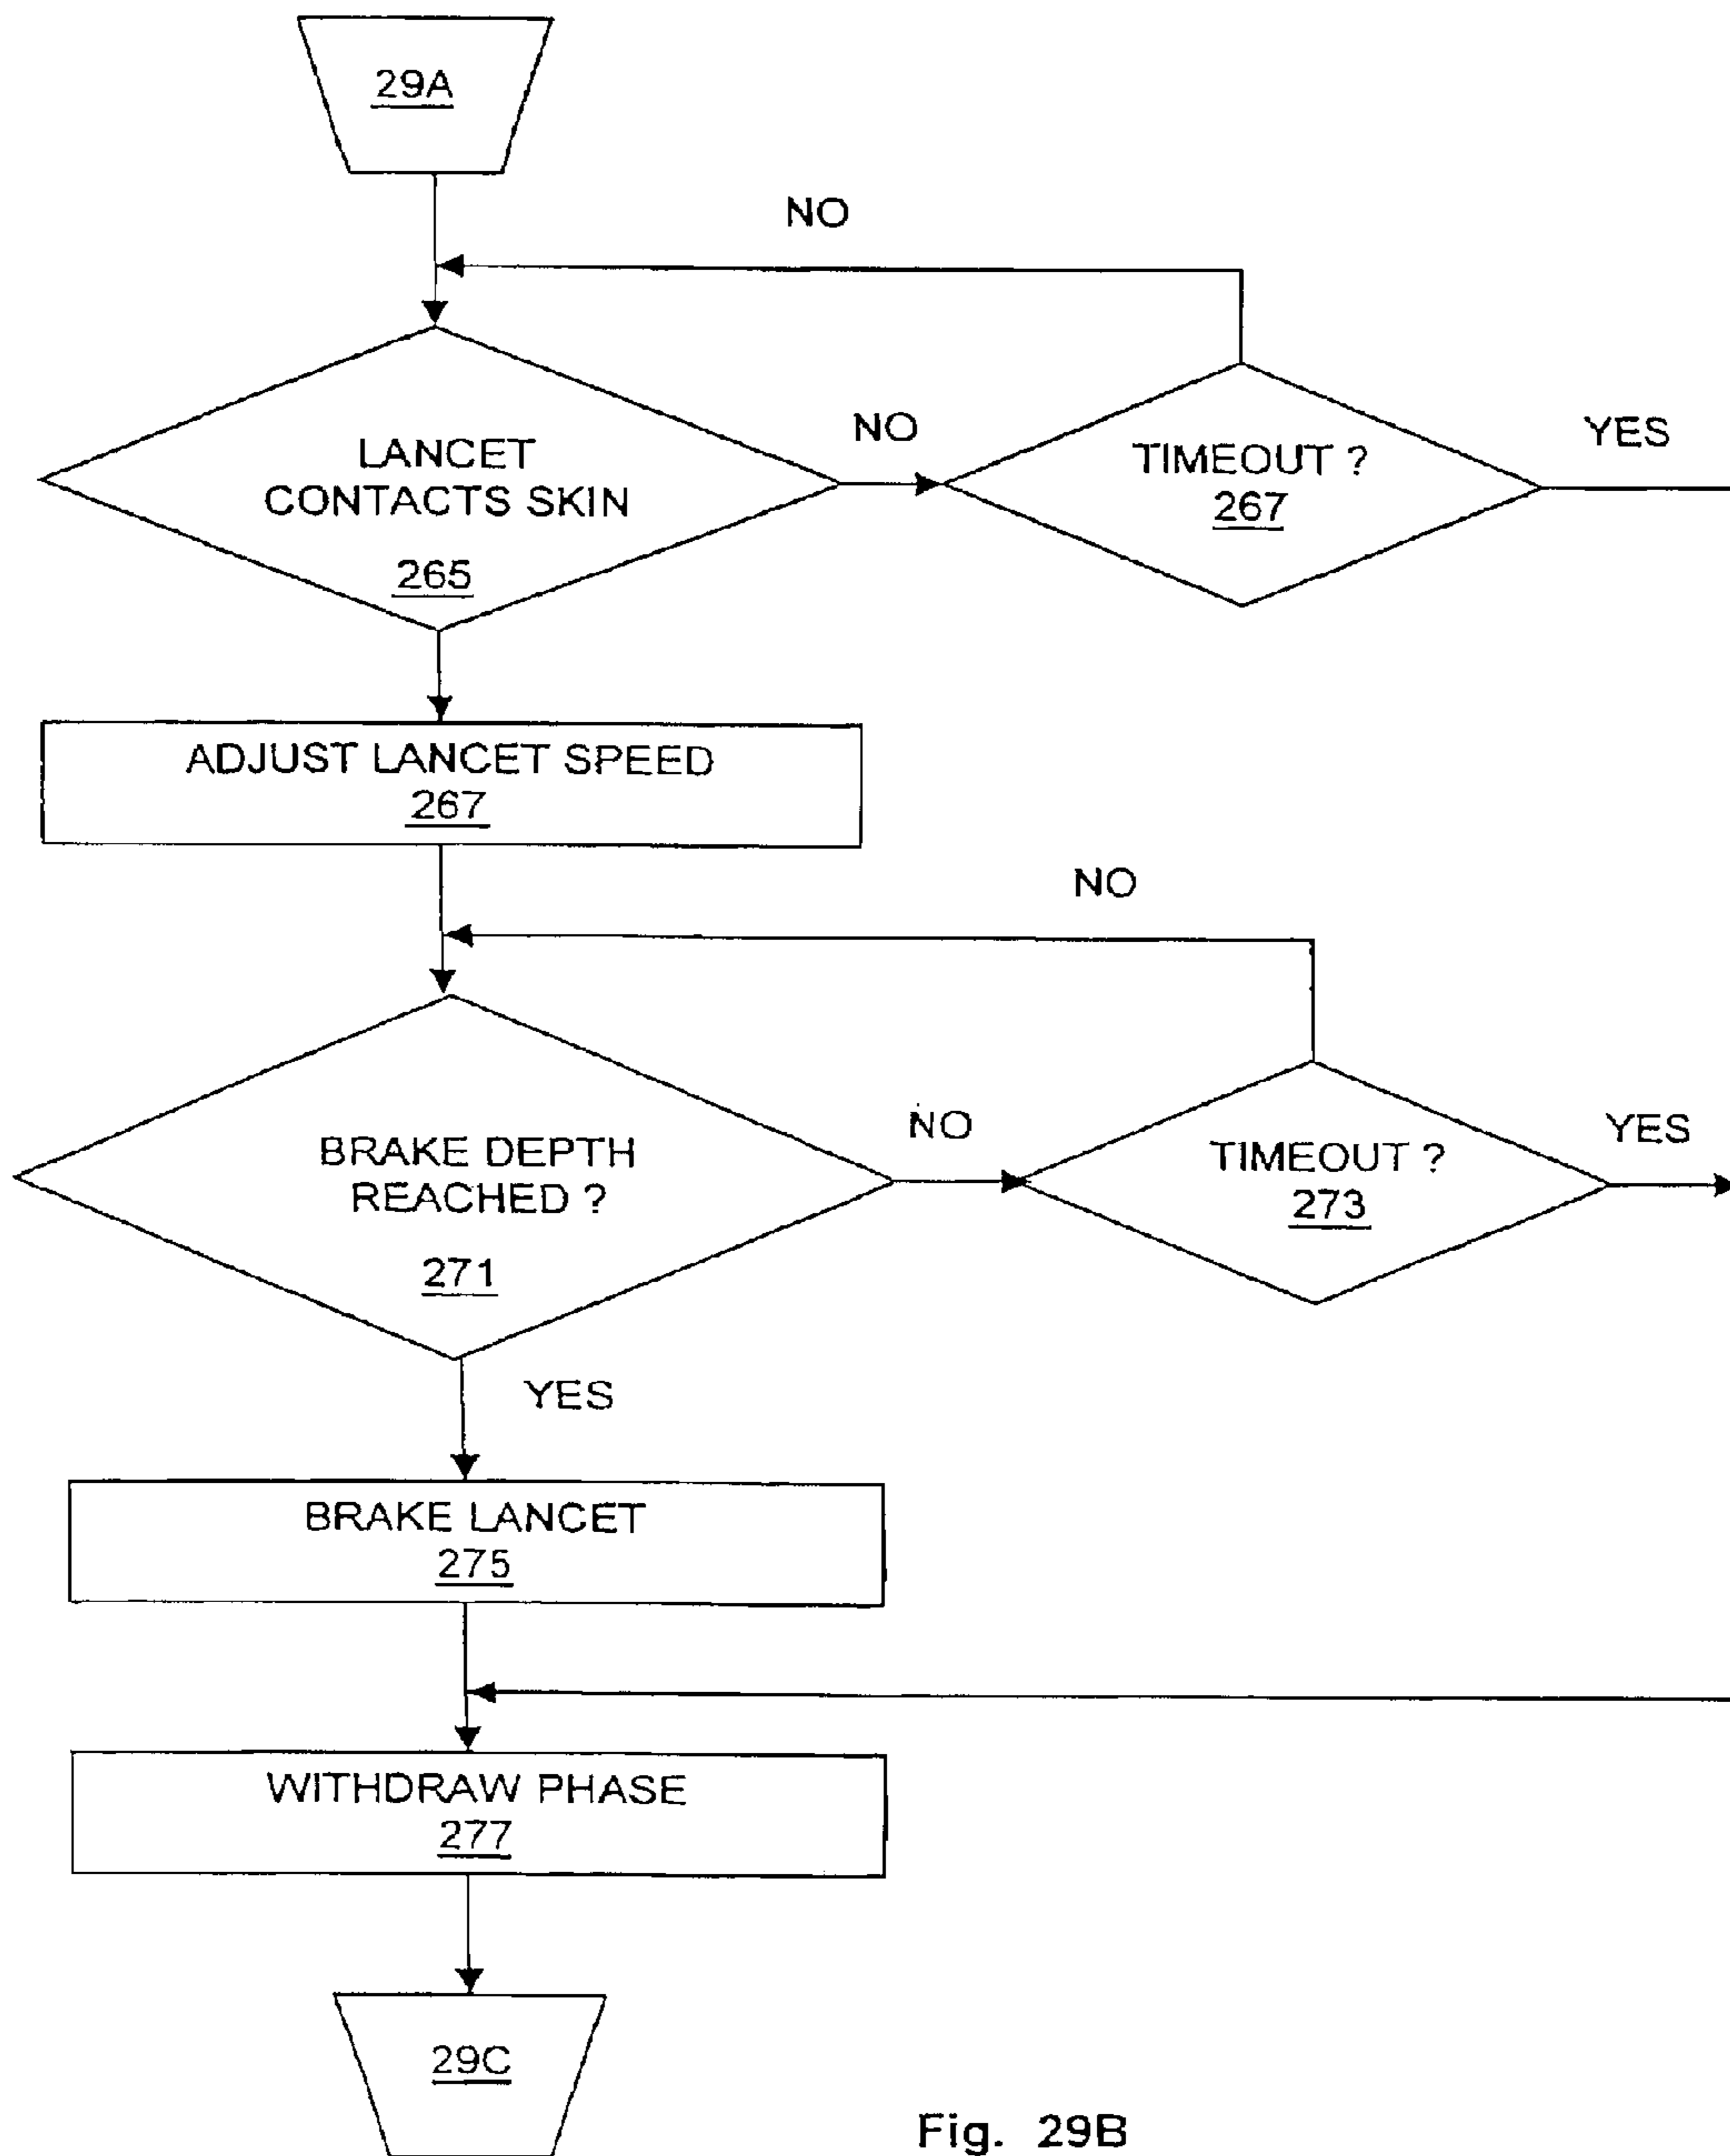 29A
NO
LANCET
CONTACTS SKIN
265
NO
TIMEOUT ?
267
YES
ADJUST LANCET SPEED
267
NO
BRAKE DEPTH
REACHED ?
271
NO
TIMEOUT ?
273
YES
YES
BRAKE LANCET
275
WITHDRAW PHASE
277
29C
Fig. 29B